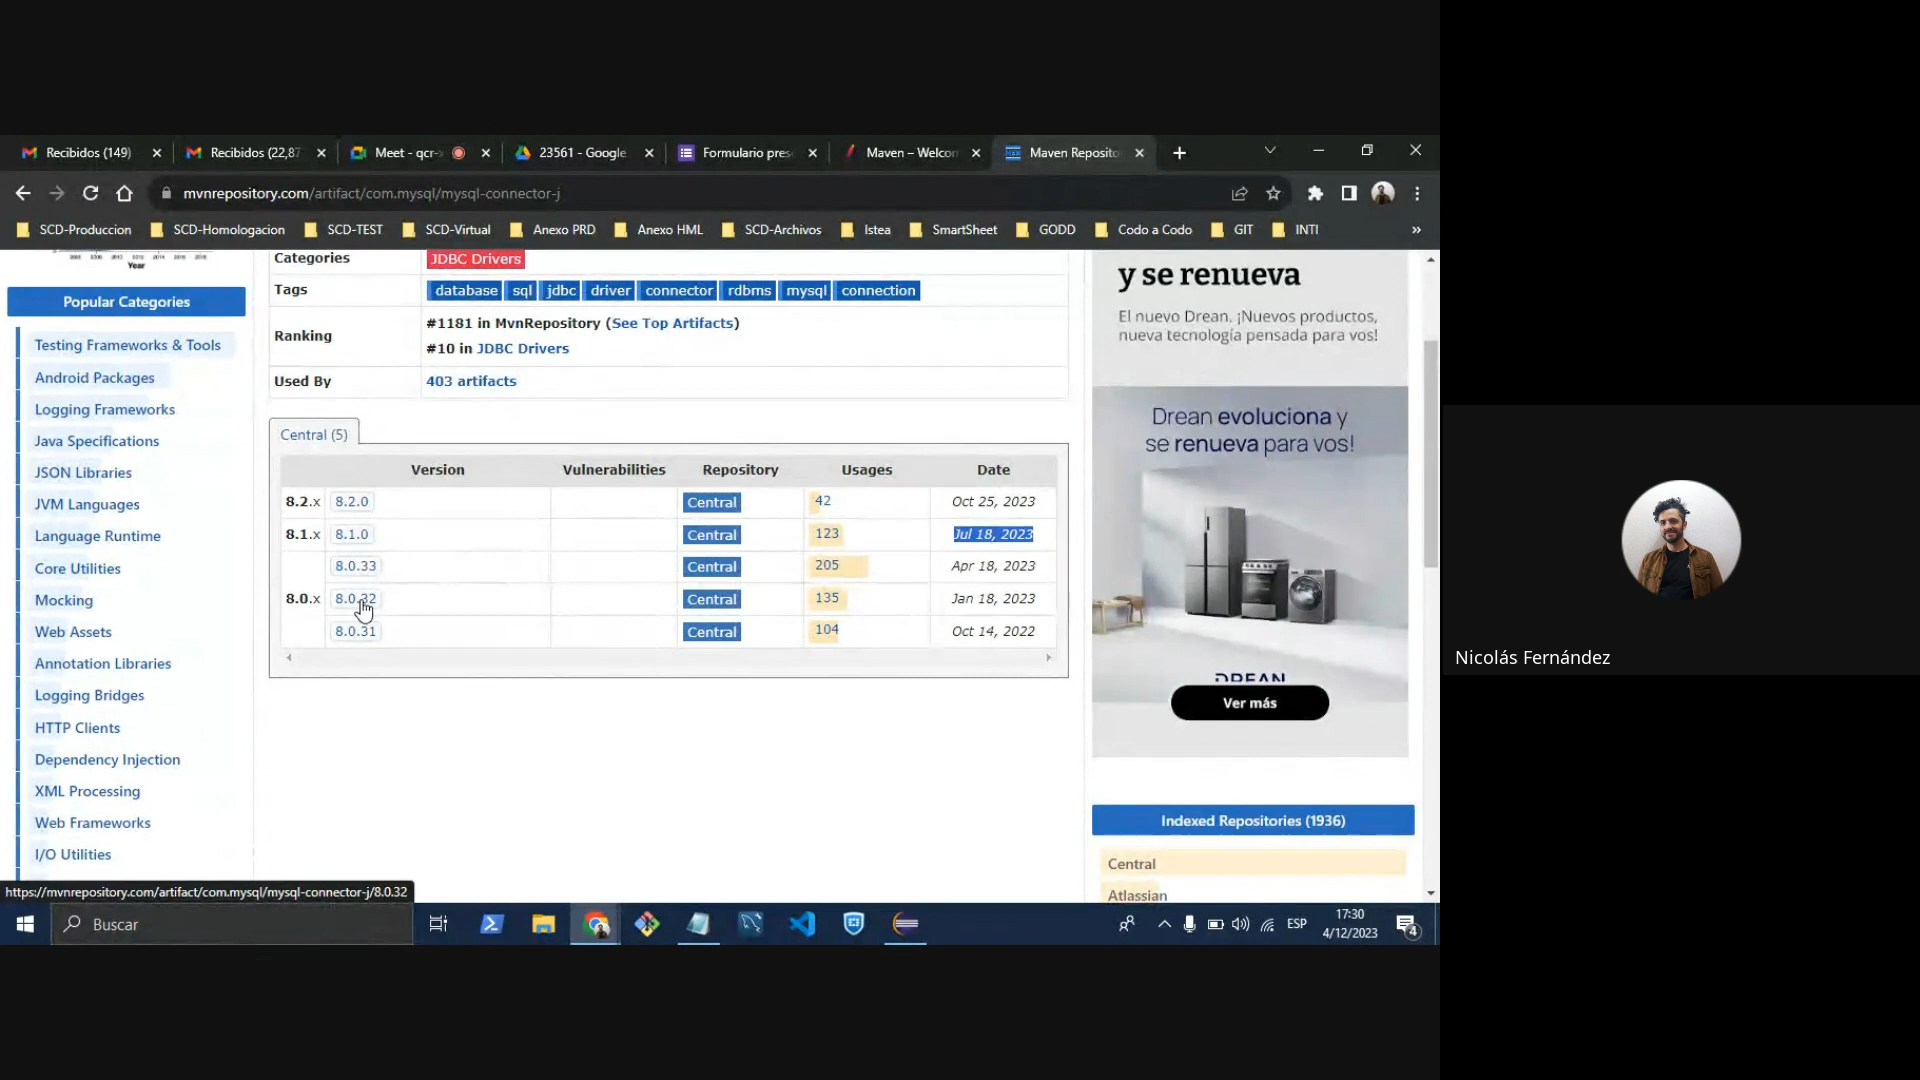 Recibidos (149)
Recibidos (22,87
Meet - qcr-
23561 - Google
Formulario pres
Maven – Welcon
Maven Reposito
mvnrepository.com/artifact/com.mysql/mysql-connector-j
SCD-Produccion
SCD-Homologacion
SCD-TEST
SCD-Virtual
Anexo PRD
Anexo HML
SCD-Archivos
Istea
SmartSheet
GODD
Codo a Codo
GIT
INTI
»
Year
Popular Categories
Testing Frameworks & Tools
Android Packages
Logging Frameworks
Java Specifications
JSON Libraries
JVM Languages
Language Runtime
Core Utilities
Mocking
Web Assets
Annotation Libraries
Logging Bridges
HTTP Clients
Dependency Injection
XML Processing
Web Frameworks
I/O Utilities
Categories JDBC Drivers
Tags database sql jdbc driver connector rdbms mysql connection
Ranking #1181 in MvnRepository (See Top Artifacts)
#10 in JDBC Drivers
Used By 403 artifacts
Central (5)
Version Vulnerabilities Repository Usages Date
8.2.x 8.2.0 Central 42 Oct 25, 2023
8.1.x 8.1.0 Central 123 Jul 18, 2023
8.0.33 Central 205 Apr 18, 2023
8.0.x 8.0.32 Central 135 Jan 18, 2023
8.0.31 Central 104 Oct 14, 2022
y se renueva
El nuevo Drean. ¡Nuevos productos,
nueva tecnología pensada para vos!
Drean evoluciona y
se renueva para vos!
DREAN
Ver más
Indexed Repositories (1936)
Central
Atlassian
https://mvnrepository.com/artifact/com.mysql/mysql-connector-j/8.0.32
Buscar
ESP
17:30
4/12/2023
4
Nicolás Fernández